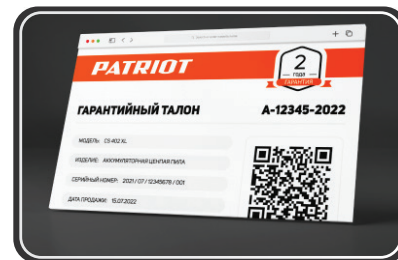 PATRIOT
2
ГОДА
ГАРАНТИЯ
ГАРАНТИЙНЫЙ ТАЛОН
А-12345-2022
МОДЕЛЬ: CS 402 XL
ИЗДЕЛИЕ: АККУМУЛЯТОРНАЯ ЦЕПНАЯ ПИЛА
СЕРИЙНЫЙ НОМЕР: 2021 / 07 / 12345678 / 001
ДАТА ПРОДАЖИ: 15.07.2022